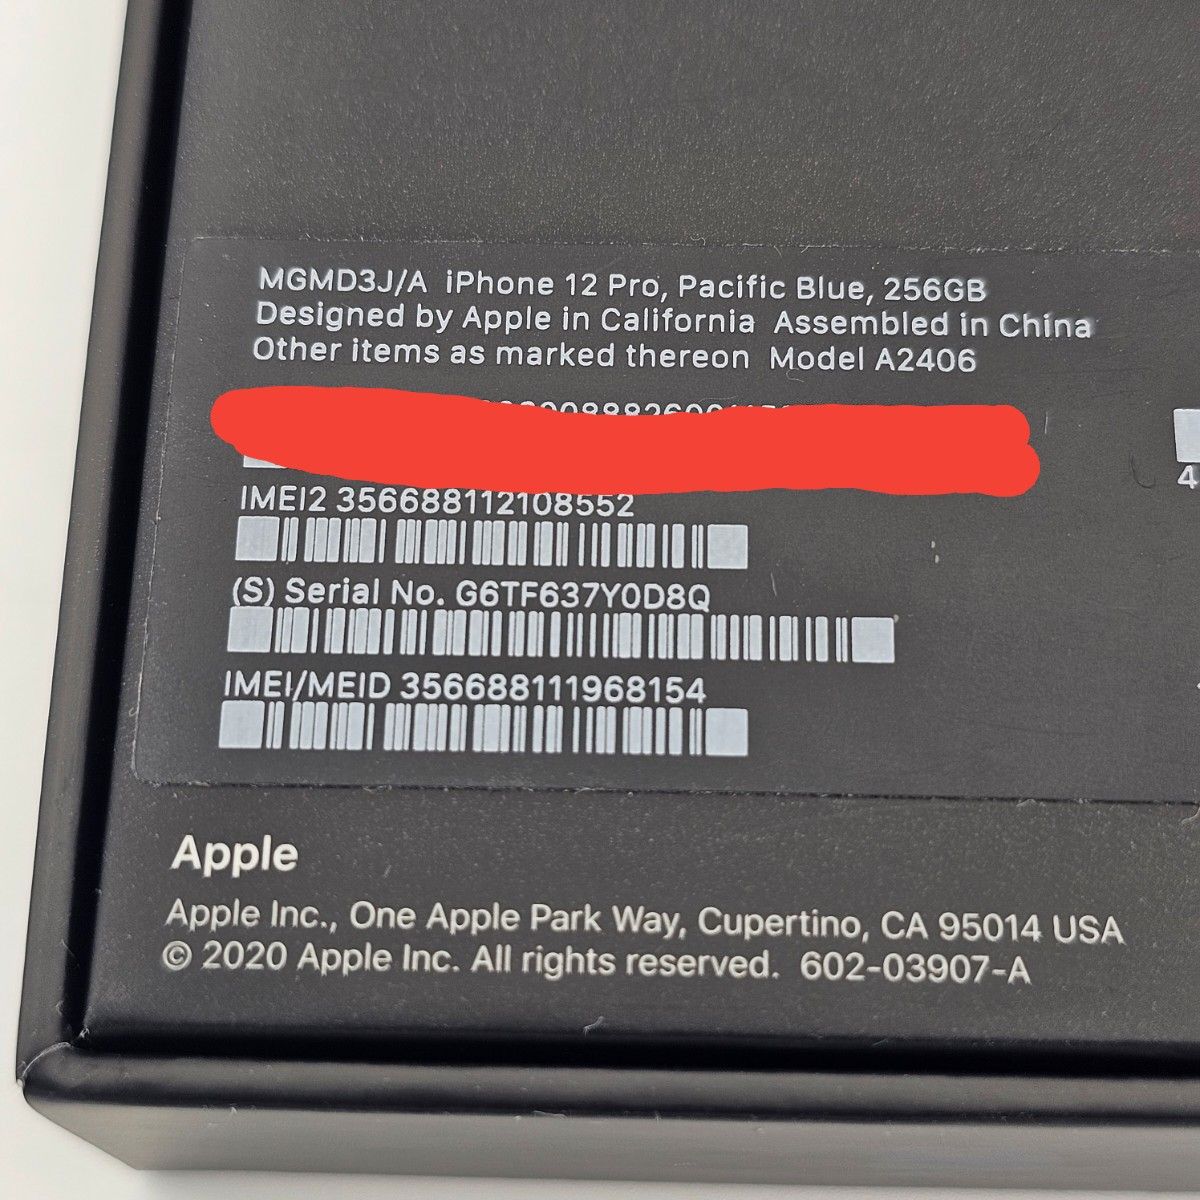 MGMD3J/A iPhone 12 Pro, Pacific Blue, 256GB
Designed by Apple in California Assembled in China
Other items as marked thereon Model A2406
4
IMEI2 356688112108552
(S) Serial No. G6TF637Y0D8Q
IMEI/MEID 356688111968154
Apple
Apple Inc., One Apple Park Way, Cupertino, CA 95014 USA
© 2020 Apple Inc. All rights reserved. 602-03907-A